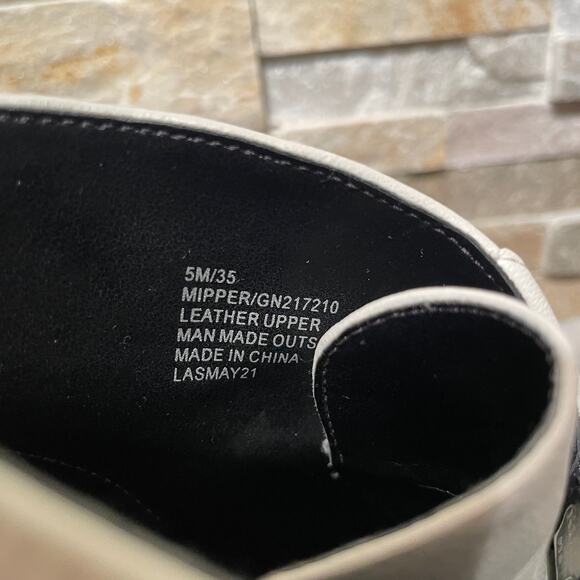 5M/35
MIPPER/GN217210
LEATHER UPPER
MAN MADE OUTS
MADE IN CHINA
LASMAY21